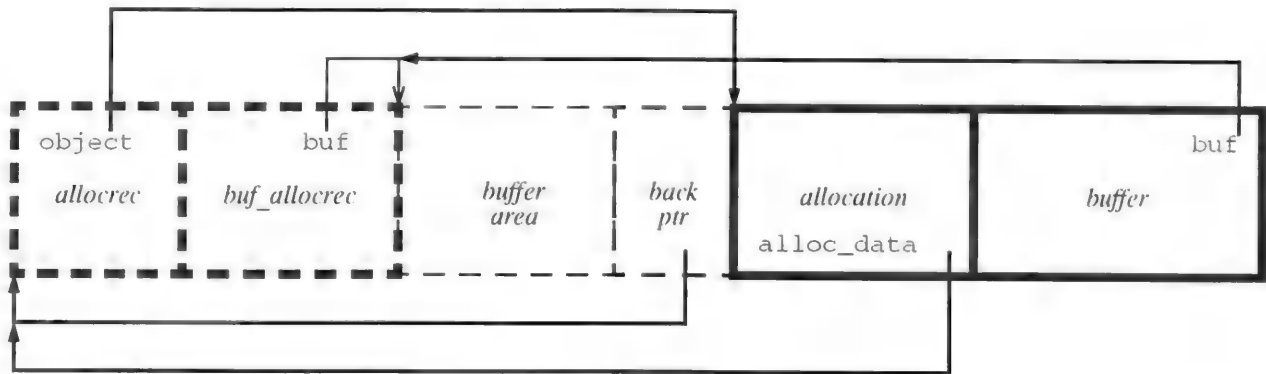 object
buf
buf
allocrec
buf_allocrec
buffer
area
back
ptr
allocation
buffer
alloc_data